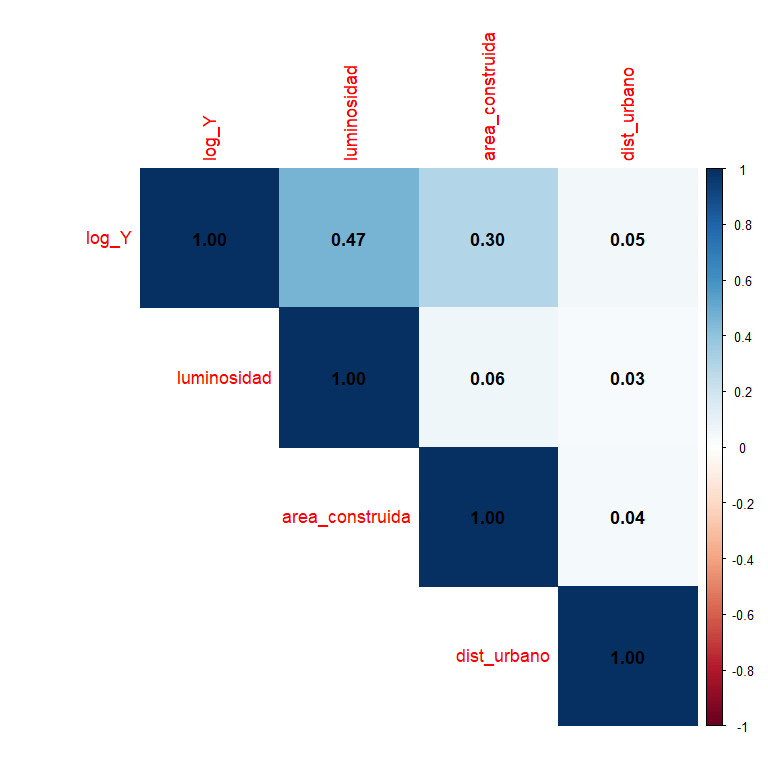 log_Y
luminosidad
area_construida
dist_urbano
log_Y 1.00 0.47 0.30 0.05
luminosidad 1.00 0.06 0.03
area_construida 1.00 0.04
dist_urbano 1.00
1
0.8
0.6
0.4
0.2
0
-0.2
-0.4
-0.6
-0.8
-1